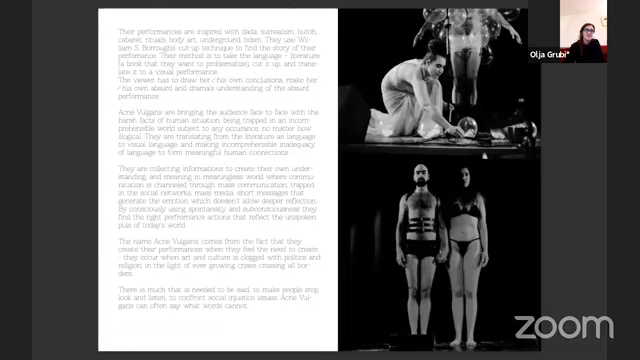 Their performances are inspired with dada, surrealism, butoh,
cabaret, rituals, body art, underground, bdsm. They use Wil-
liam S. Borroughs' cut-up technique to find the story of their
performance. Their method is to take the language - literature
(a book that they want to problematize), cut it up, and trans-
late it to a visual performance.
The viewer has to draw her/his own conclusions, make her
/his own absurd and drama's understanding of the absurd
performance.
Acne Vulgaris are bringing the audience face to face with the
harsh facts of human situation, being trapped in an incom-
prehensible world subject to any occurance, no matter how
illogical. They are translating from the literature as language
to visual language, and making incomprehensible inadequacy
of language to form meaningful human connections.
They are collecting informations to create their own under-
standing, and meaning in meaningless world where commu-
nication is channeled through mass communication, trapped
in the social networks, mass media, short messages that
generate the emotion which doesn't allow deeper reflection.
By consciously using spontaneity and subconsciousness they
find the right perfromence actions that reflect the unspoken
puls of today's world.
The name Acne Vulgaris, comes from the fact that they
create their performances when they feel the need to create
- they occur when art and culture is clogged with politics and
religion, in the light of ever growing crises crossing all bor-
ders.
There is much that is needed to be said, to make people stop,
look and listen, to confront social injustice issues. Acne Vul-
garis can often say what words cannot.
Olja Grubi*
zoom